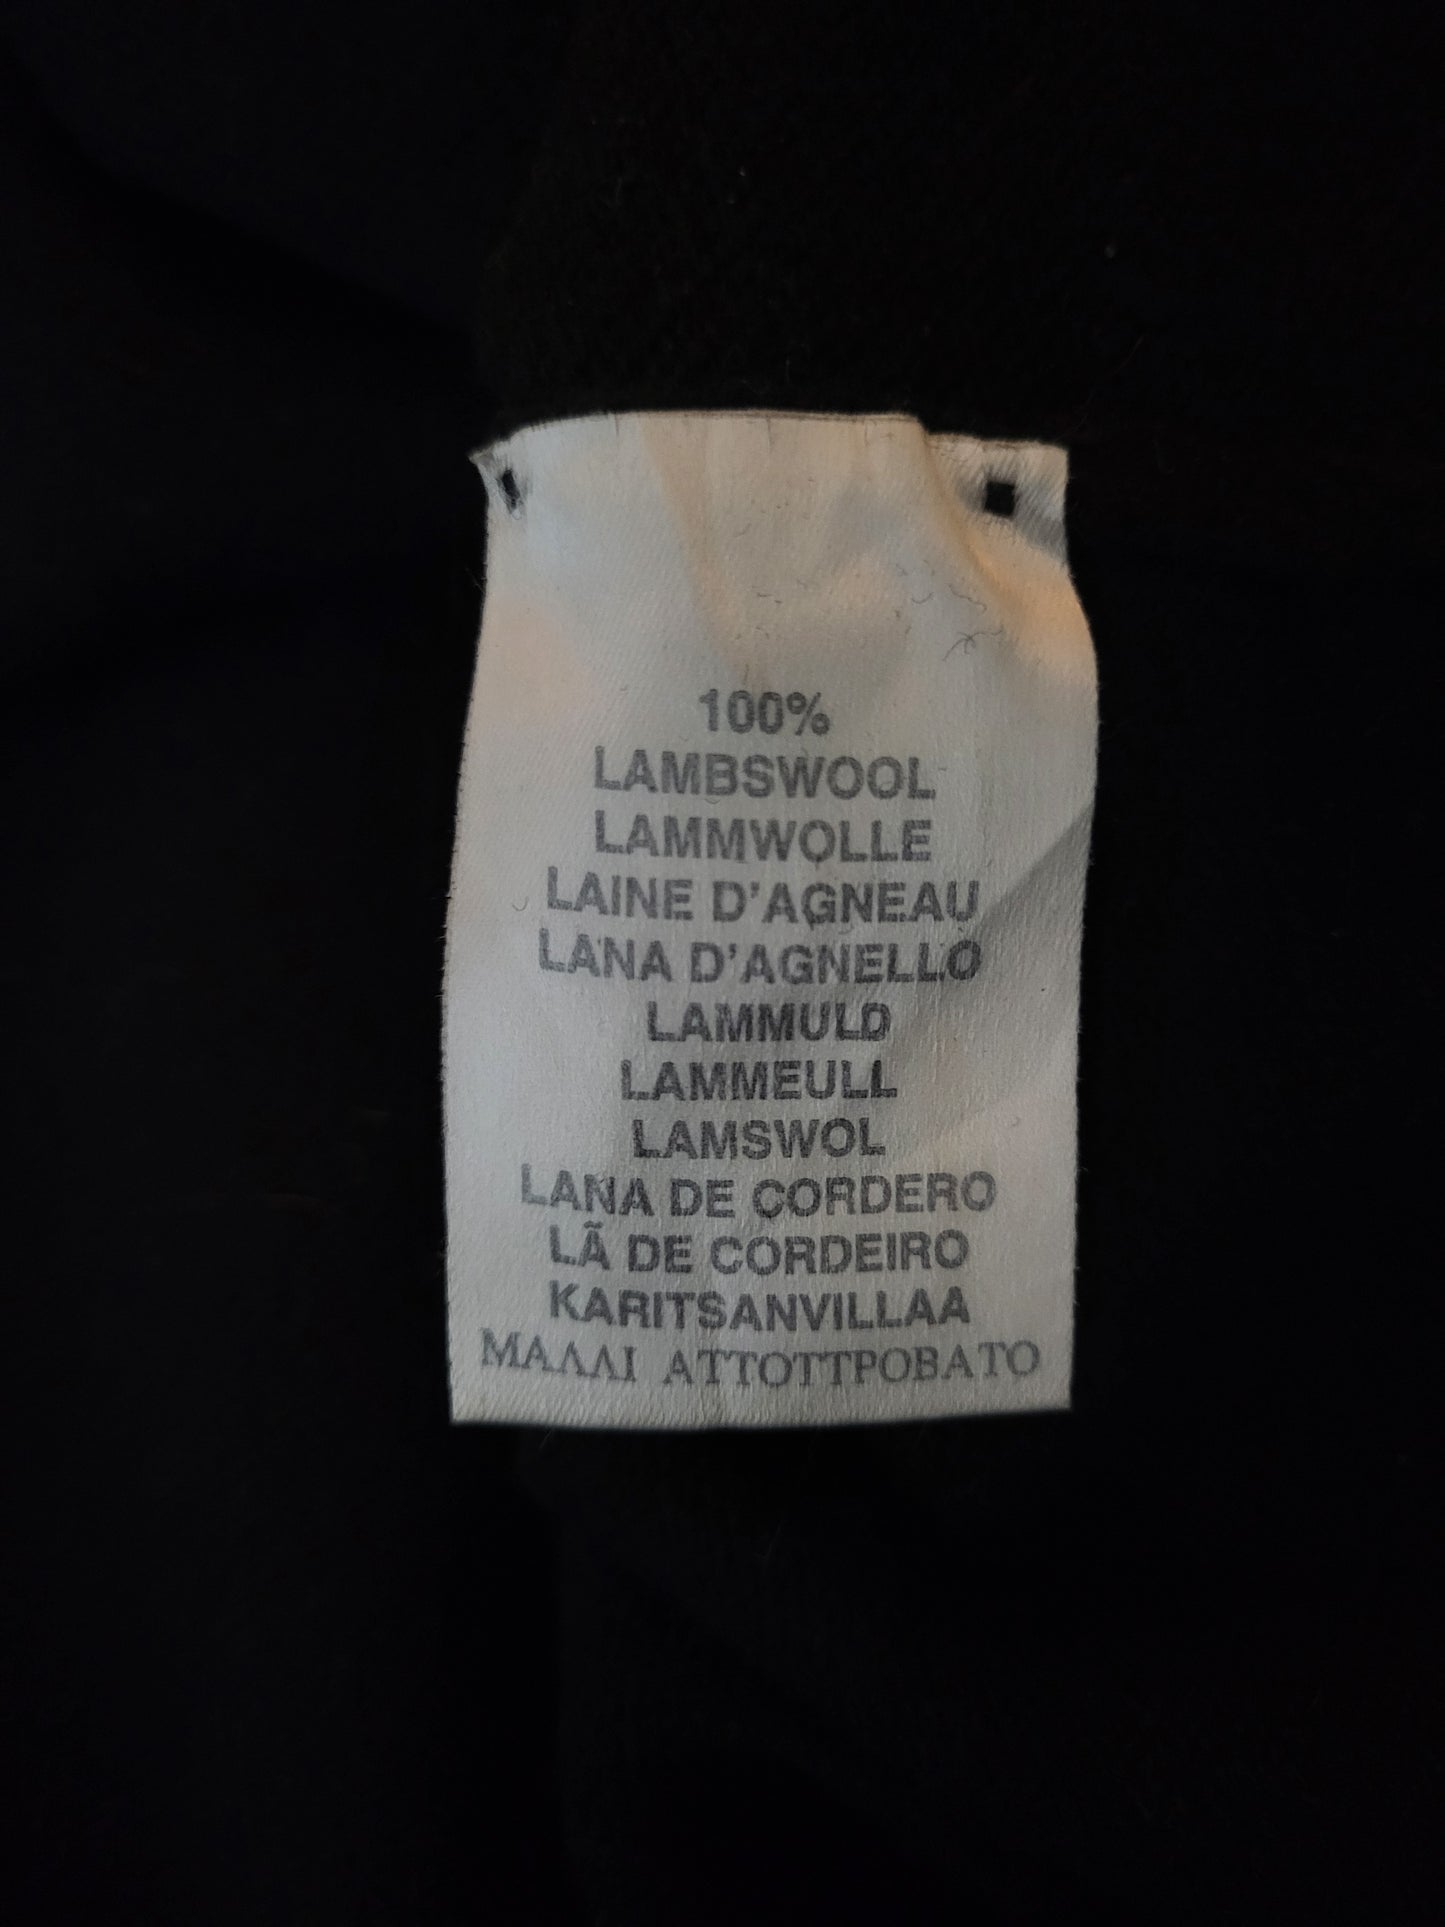 100%
LAMBSWOOL
LAMMWOLLE
LAINE D'AGNEAU
LANA D'AGNELLO
LAMMULD
LAMMEULL
LAMSWOL
LANA DE CORDERO
LÃ DE CORDEIRO
KARITSANVILLAA
ΜΑΛΛΙ ΑΤΤΟΤΤΡΟΒΑΤΟ